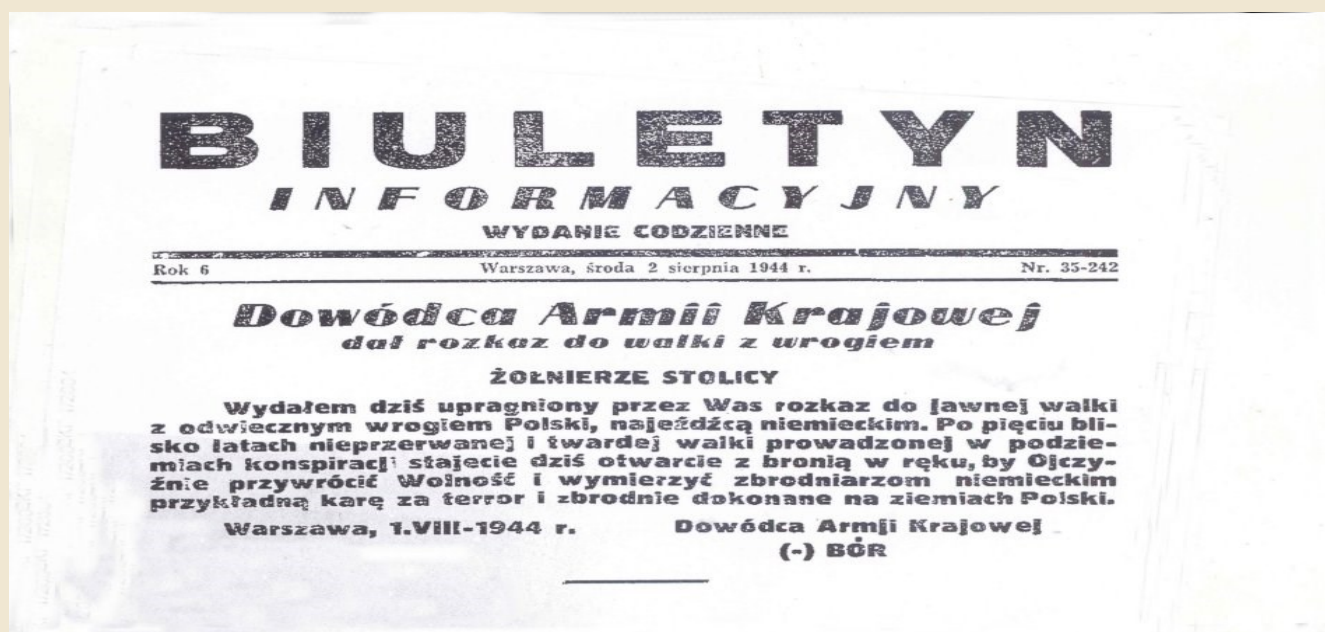 BIULETYN
INFORMACYJNY
WYDANIE CODZIENNE
Rok 6 Warszawa, środa 2 sierpnia 1944 r. Nr. 35-242
Dowódca Armii Krajowej
dał rozkaz do walki z wrogiem
ŻOŁNIERZE STOLICY
Wydałem dziś upragniony przez Was rozkaz do jawnej walki
z odwiecznym wrogiem Polski, najeźdźcą niemieckim. Po pięciu bli-
sko latach nieprzerwanej i twardej walki prowadzonej w podzie-
miach konspiracji stajecie dziś otwarcie z bronią w ręku, by Ojczy-
źnie przywrócić Wolność i wymierzyć zbrodniarzom niemieckim
przykładną karę za terror i zbrodnie dokonane na ziemiach Polski.
Warszawa, 1.VIII-1944 r. Dowódca Armji Krajowej
(-) BÓR